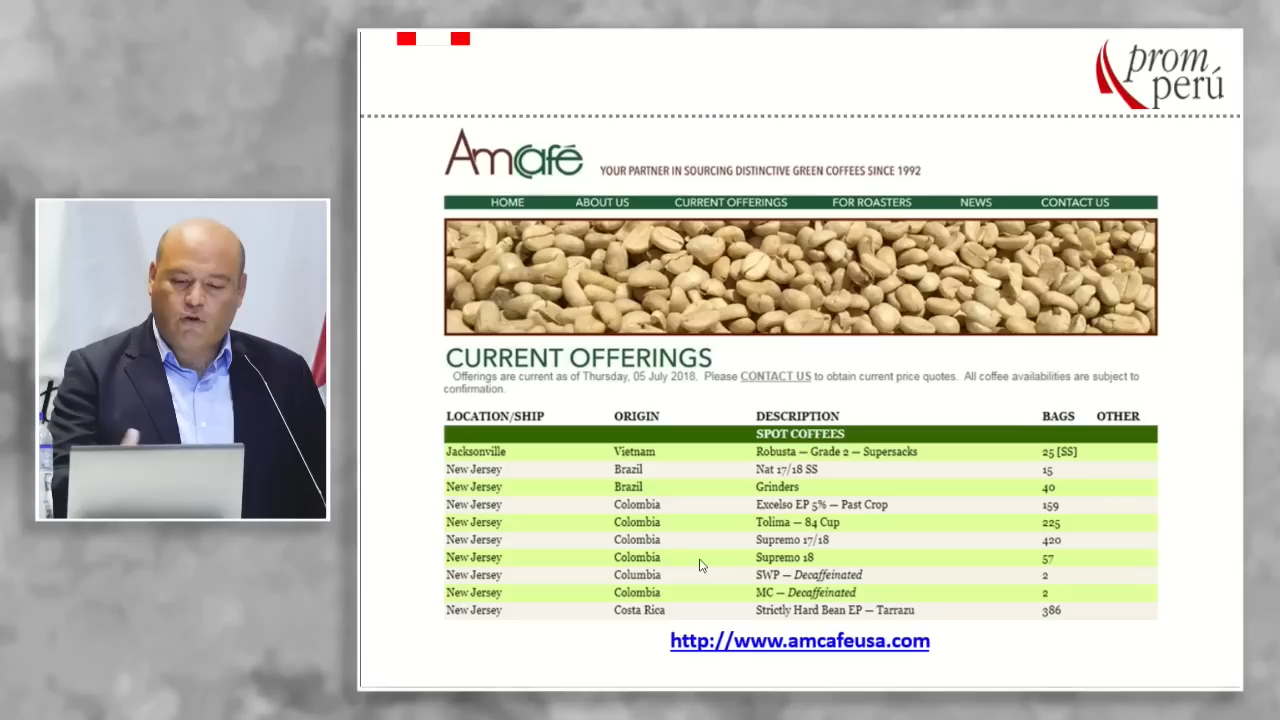 prom
perú
AmCafé YOUR PARTNER IN SOURCING DISTINCTIVE GREEN COFFEES SINCE 1992
HOME ABOUT US CURRENT OFFERINGS FOR ROASTERS NEWS CONTACT US
CURRENT OFFERINGS
Offerings are current as of Thursday, 05 July 2018. Please CONTACT US to obtain current price quotes. All coffee availabilities are subject to
confirmation.
LOCATION/SHIP ORIGIN DESCRIPTION BAGS OTHER
SPOT COFFEES
Jacksonville Vietnam Robusta — Grade 2 — Supersacks 25 [SS]
New Jersey Brazil Nat 17/18 SS 15
New Jersey Brazil Grinders 40
New Jersey Colombia Excelso EP 5% — Past Crop 159
New Jersey Colombia Tolima — 84 Cup 225
New Jersey Colombia Supremo 17/18 420
New Jersey Colombia Supremo 18 57
New Jersey Columbia SWP — Decaffeinated 2
New Jersey Colombia MC — Decaffeinated 2
New Jersey Costa Rica Strictly Hard Bean EP — Tarrazu 386
http://www.amcafeusa.com